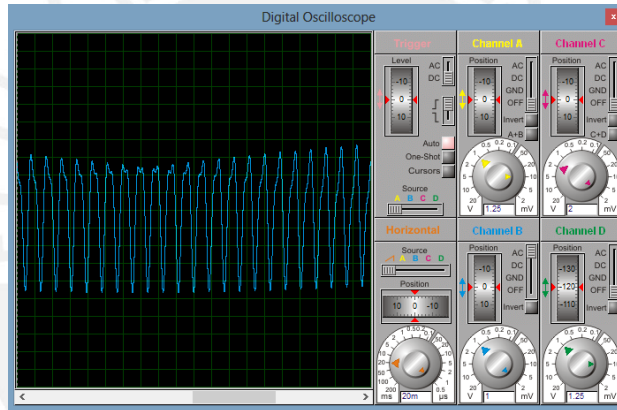 Digital Oscilloscope
x
Trigger
Level
AC
DC
-10
0
10
Auto
One-Shot
Cursors
Source
A B C D
Channel A
Position
AC
DC
GND
OFF
-10
0
10
Invert
A+B
V 1.25 mV
Channel C
Position
AC
DC
GND
OFF
-10
0
10
Invert
C+D
V 2 mV
Horizontal
Source
A B C D
Position
10 0 -10
ms 20m µs
Channel B
Position
AC
DC
GND
OFF
-10
0
10
Invert
V 1 mV
Channel D
Position
AC
DC
GND
OFF
-130
-120
-110
Invert
V 1.25 mV